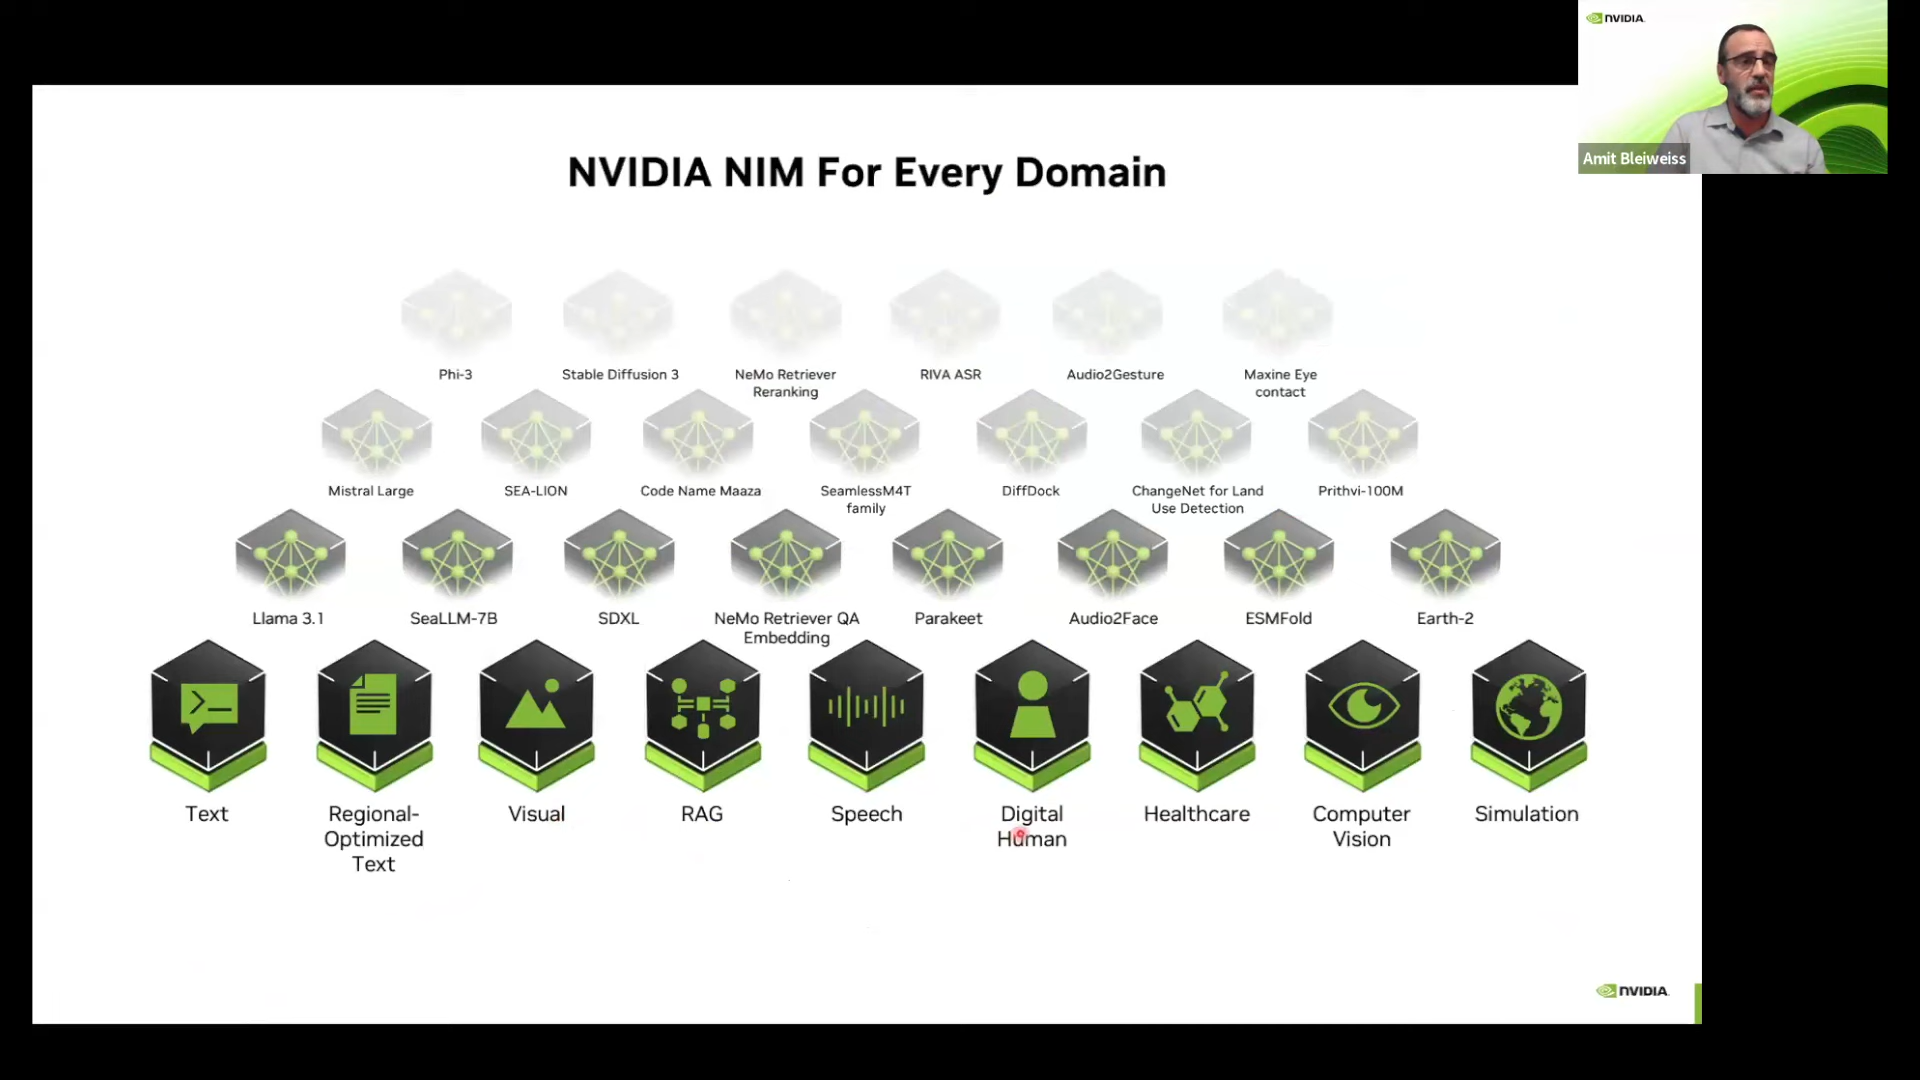 NVIDIA
Amit Bleiweiss
NVIDIA NIM For Every Domain
Phi-3
Stable Diffusion 3
NeMo Retriever
Reranking
RIVA ASR
Audio2Gesture
Maxine Eye
contact
Mistral Large
SEA-LION
Code Name Maaza
SeamlessM4T
family
DiffDock
ChangeNet for Land
Use Detection
Prithvi-100M
Llama 3.1
SeaLLM-7B
SDXL
NeMo Retriever QA
Embedding
Parakeet
Audio2Face
ESMFold
Earth-2
Text
Regional-
Optimized
Text
Visual
RAG
Speech
Digital
Human
Healthcare
Computer
Vision
Simulation
NVIDIA